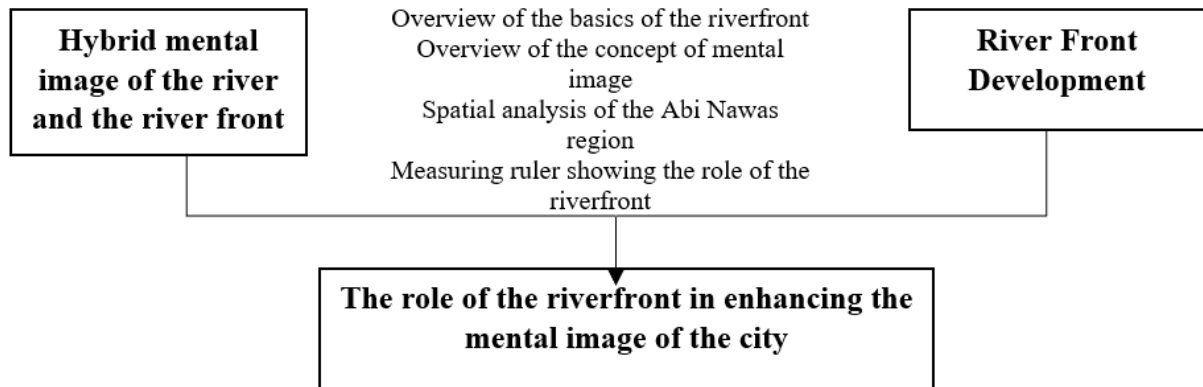 Hybrid mental
image of the river
and the river front
Overview of the basics of the riverfront
Overview of the concept of mental
image
Spatial analysis of the Abi Nawas
region
Measuring ruler showing the role of the
riverfront
River Front
Development
The role of the riverfront in enhancing the
mental image of the city